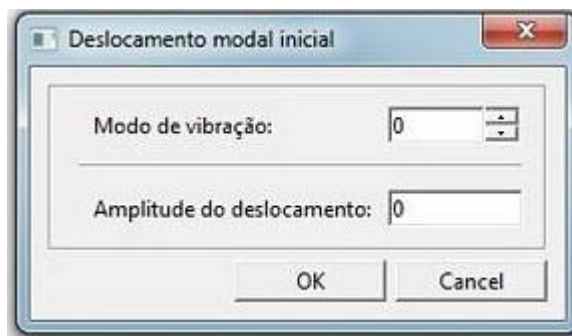 Deslocamento modal inicial
Modo de vibração: 0
Amplitude do deslocamento: 0
OK Cancel